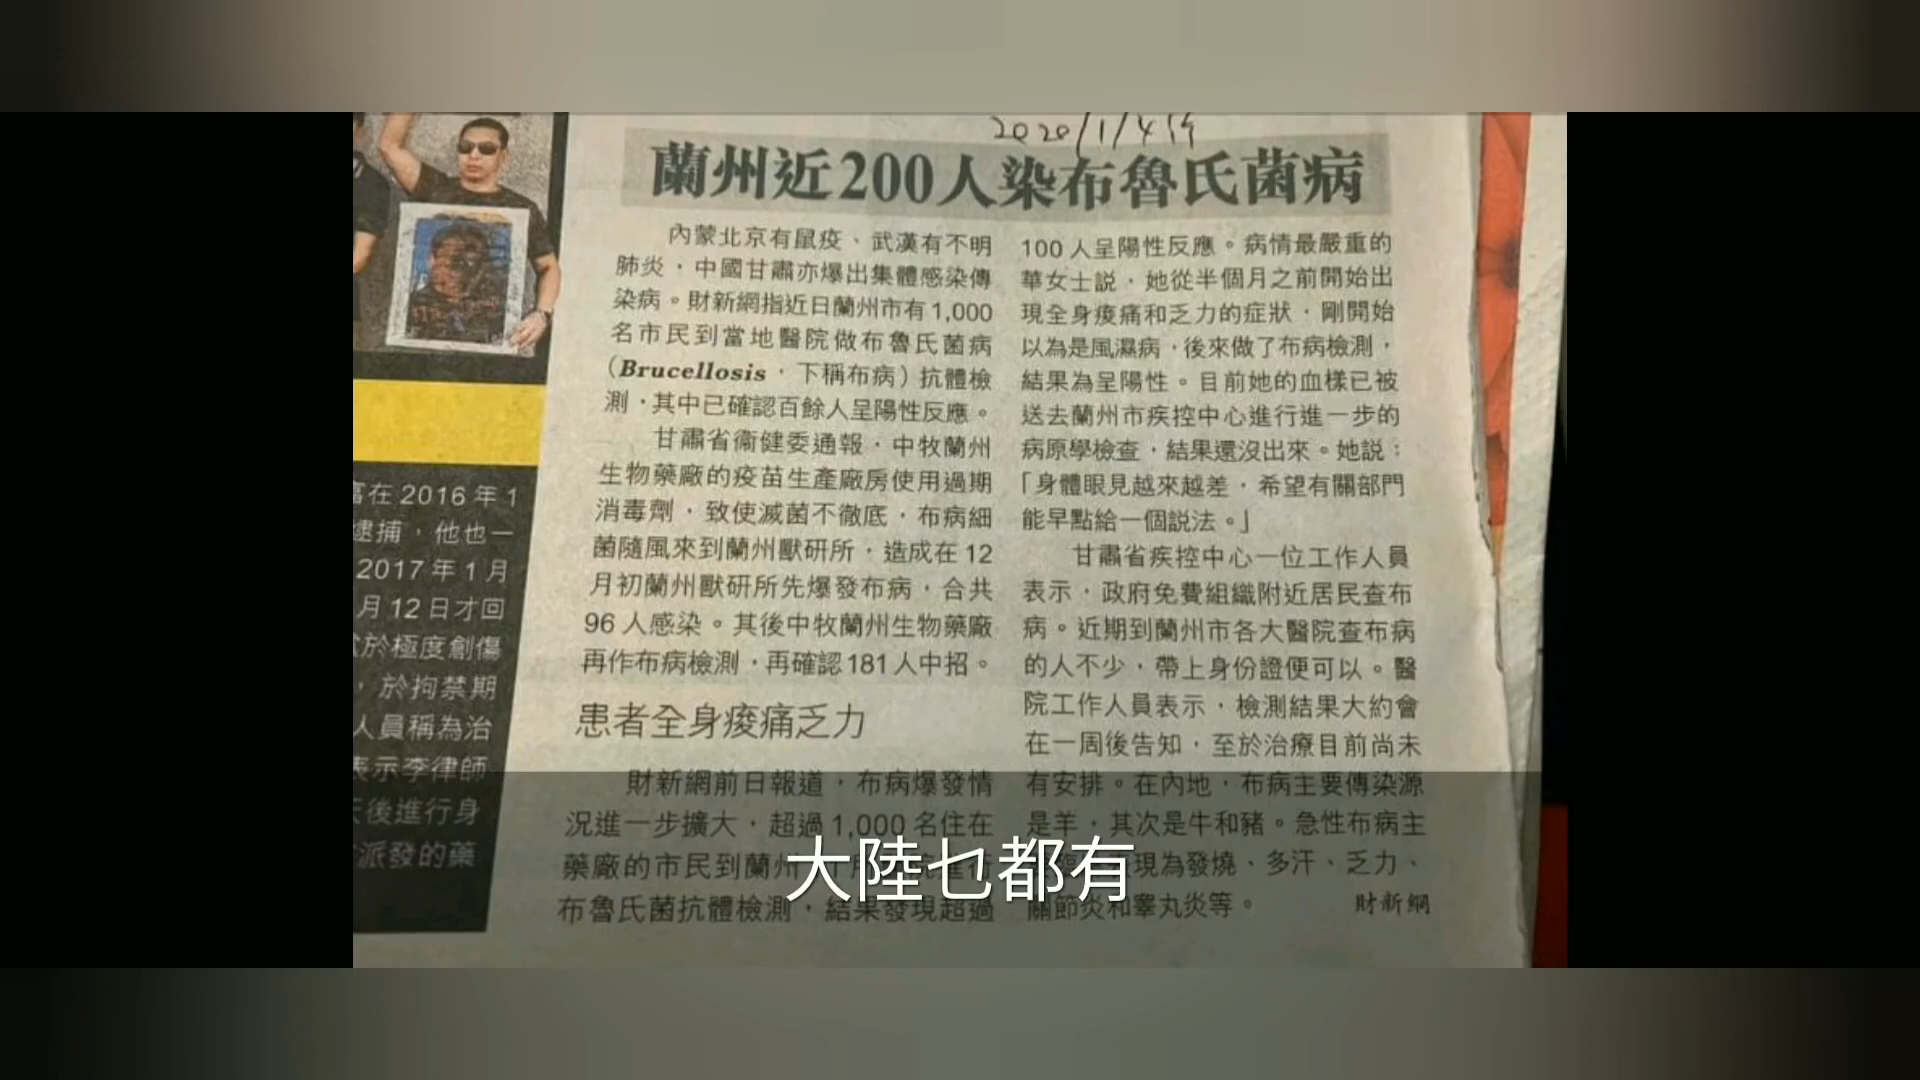 2020/1/4
蘭州近200人染布魯氏菌病
內蒙北京有鼠疫、武漢有不明
肺炎，中國甘肅亦爆出集體感染傳
染病。財新網指近日蘭州市有1,000
名市民到當地醫院做布魯氏菌病
（Brucellosis，下稱布病）抗體檢
測，其中已確認百餘人呈陽性反應。
甘肅省衞健委通報，中牧蘭州
生物藥廠的疫苗生產廠房使用過期
消毒劑，致使滅菌不徹底，布病細
菌隨風來到蘭州獸研所，造成在12
月初蘭州獸研所先爆發布病，合共
96人感染。其後中牧蘭州生物藥廠
再作布病檢測，再確認181人中招。
患者全身痠痛乏力
財新網前日報道，布病爆發情
況進一步擴大，超過1,000名住在
藥廠的市民到蘭州
布魯氏菌抗體檢測，結果發現超過
100人呈陽性反應。病情最嚴重的
華女士說，她從半個月之前開始出
現全身痠痛和乏力的症狀，剛開始
以為是風濕病，後來做了布病檢測，
結果為呈陽性。目前她的血樣已被
送去蘭州市疾控中心進行進一步的
病原學檢查，結果還沒出來。她說：
「身體眼見越來越差，希望有關部門
能早點給一個說法。」
甘肅省疾控中心一位工作人員
表示，政府免費組織附近居民查布
病。近期到蘭州市各大醫院查布病
的人不少，帶上身份證便可以。醫
院工作人員表示，檢測結果大約會
在一周後告知，至於治療目前尚未
有安排。在內地，布病主要傳染源
是羊，其次是牛和豬。急性布病主
現為發燒、多汗、乏力、
關節炎和睾丸炎等。
財新網
在2016年1
逮捕，他也一
2017年1月
月12日才回
於極度創傷
，於拘禁期
人員稱為治
表示李律師
天後進行身
派發的藥
大陸乜都有